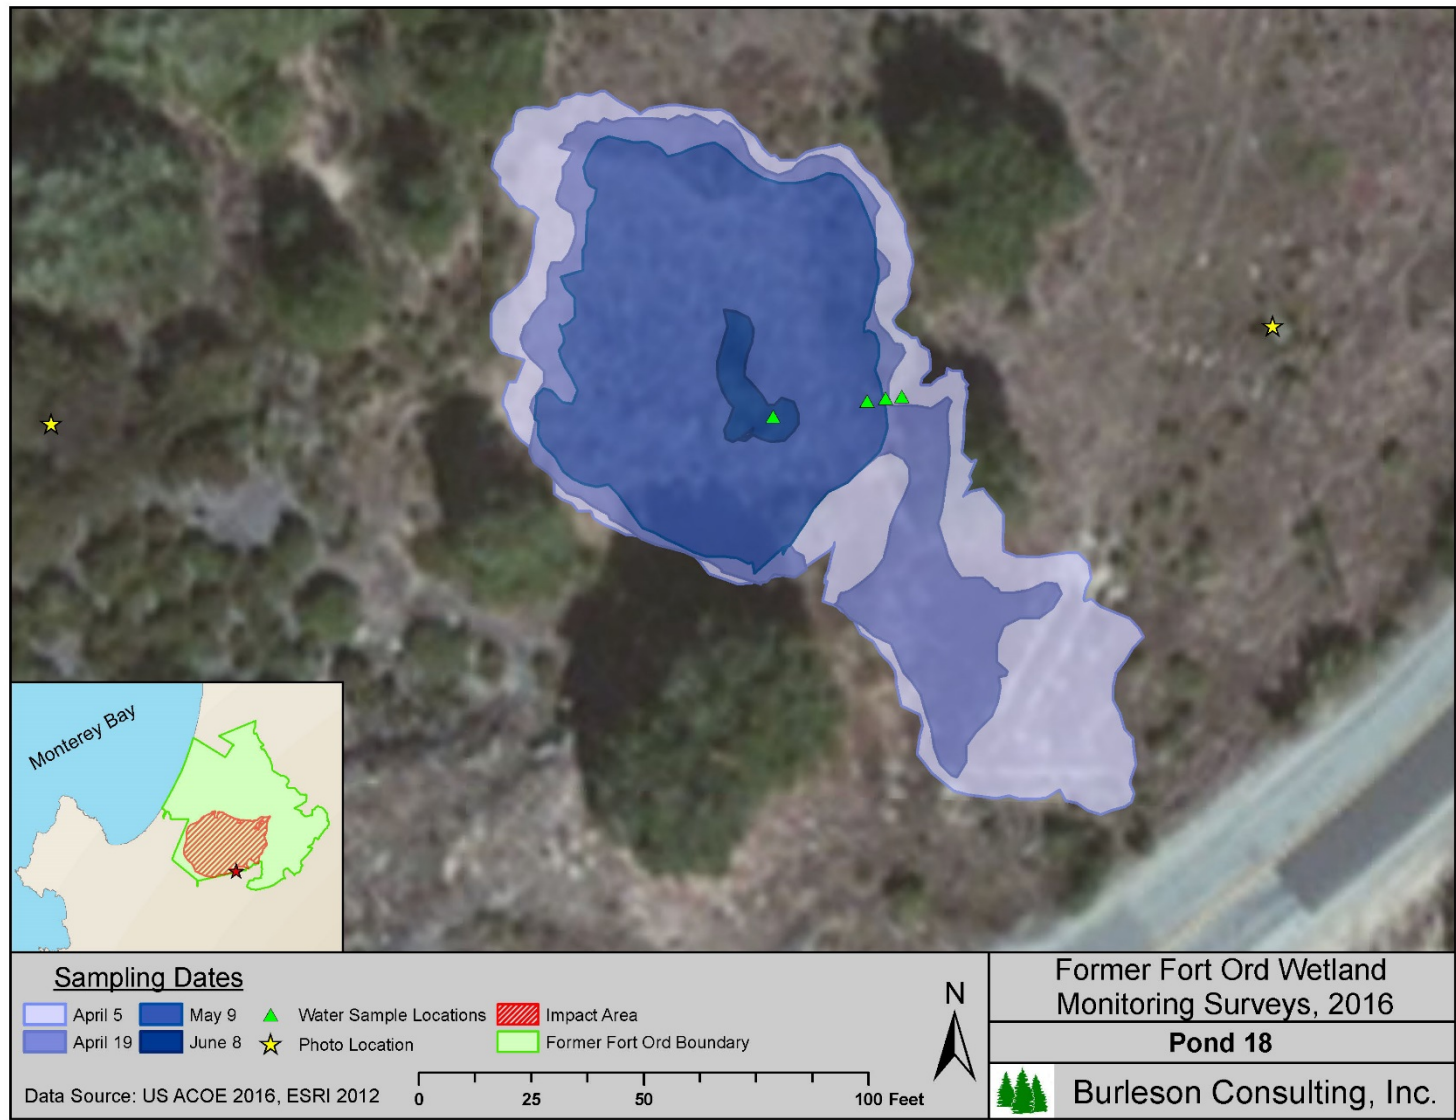 Monterey Bay
Sampling Dates
April 5
May 9
Water Sample Locations
Impact Area
April 19
June 8
Photo Location
Former Fort Ord Boundary
Data Source: US ACOE 2016, ESRI 2012
0 25 50 100 Feet
N
Former Fort Ord Wetland
Monitoring Surveys, 2016
Pond 18
Burleson Consulting, Inc.